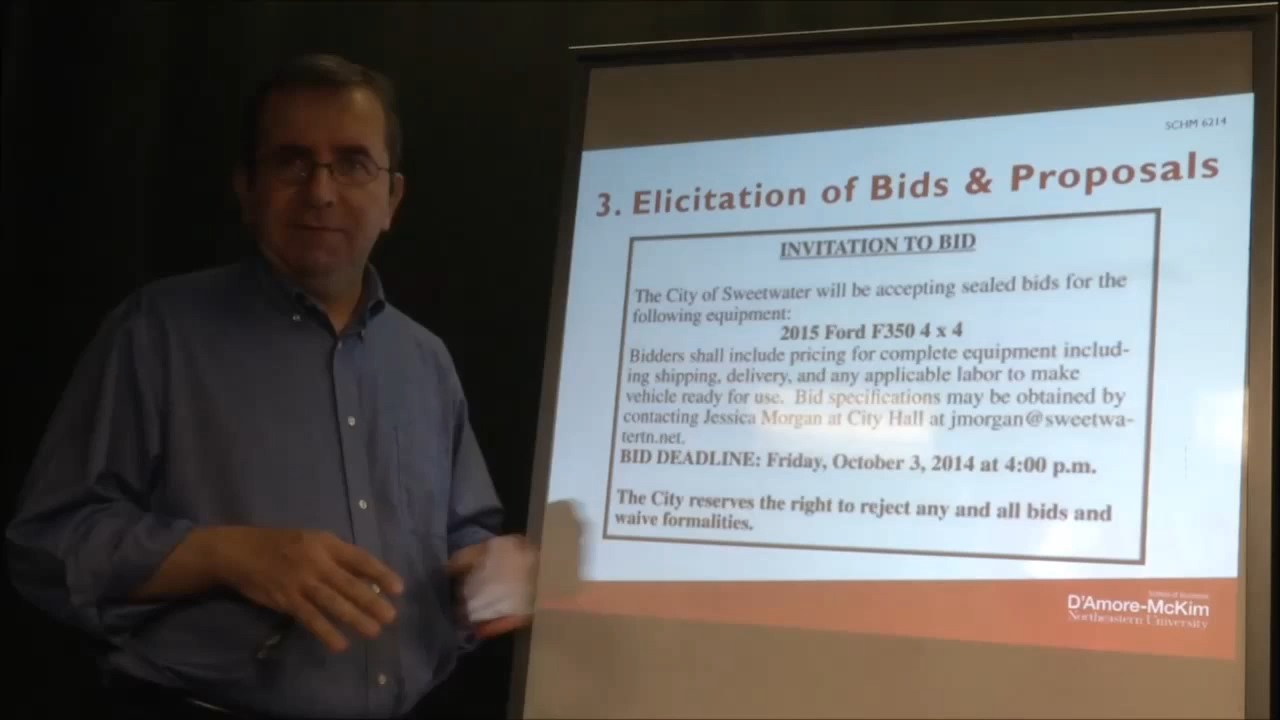 SCHM 6214
3. Elicitation of Bids & Proposals
INVITATION TO BID
The City of Sweetwater will be accepting sealed bids for the
following equipment:
2015 Ford F350 4 x 4
Bidders shall include pricing for complete equipment includ-
ing shipping, delivery, and any applicable labor to make
vehicle ready for use. Bid specifications may be obtained by
contacting Jessica Morgan at City Hall at jmorgan@sweetwa-
tertn.net.
BID DEADLINE: Friday, October 3, 2014 at 4:00 p.m.
The City reserves the right to reject any and all bids and
waive formalities.
D'Amore-McKim
Northeastern University